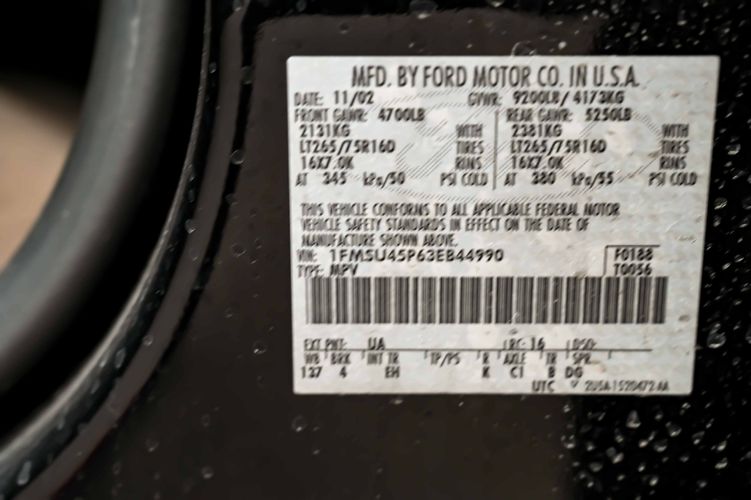 MFD. BY FORD MOTOR CO. IN U.S.A.
DATE: 11/02 GVWR: 9200LB/4173KG
FRONT GAWR: 4700LB REAR GAWR: 5250LB
2131KG WITH 2381KG WITH
LT265/75R16D TIRES LT265/75R16D TIRES
16X7.0K RIMS 16X7.0K RIMS
AT 345 kPa/50 PSI COLD AT 380 kPa/55 PSI COLD
THIS VEHICLE CONFORMS TO ALL APPLICABLE FEDERAL MOTOR
VEHICLE SAFETY STANDARDS IN EFFECT ON THE DATE OF
MANUFACTURE SHOWN ABOVE.
VIN: 1FMSU45P63EB44990 F0188
TYPE: MPV T0056
EXT PNT: UA RC: 16 DSO:
WB BRK INT TR TP/PS R AXLE TR SPR
137 4 EH K C1 B DG
UTC 2U5A-1520472-AA